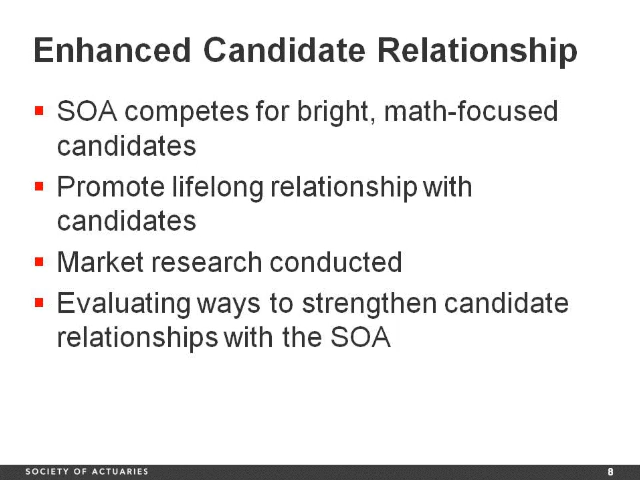 Enhanced Candidate Relationship
SOA competes for bright, math-focused
candidates
Promote lifelong relationship with
candidates
Market research conducted
Evaluating ways to strengthen candidate
relationships with the SOA
SOCIETY OF ACTUARIES
8